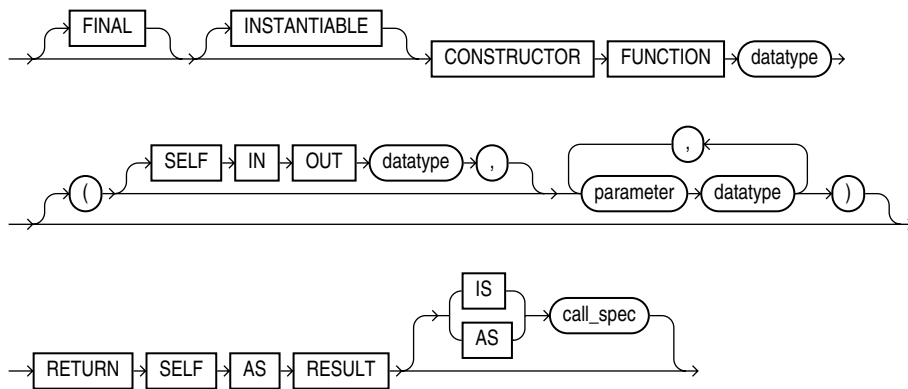 FINAL INSTANTIABLE
CONSTRUCTOR FUNCTION datatype
SELF IN OUT datatype , ,
( parameter datatype )
IS
RETURN SELF AS RESULT AS call_spec